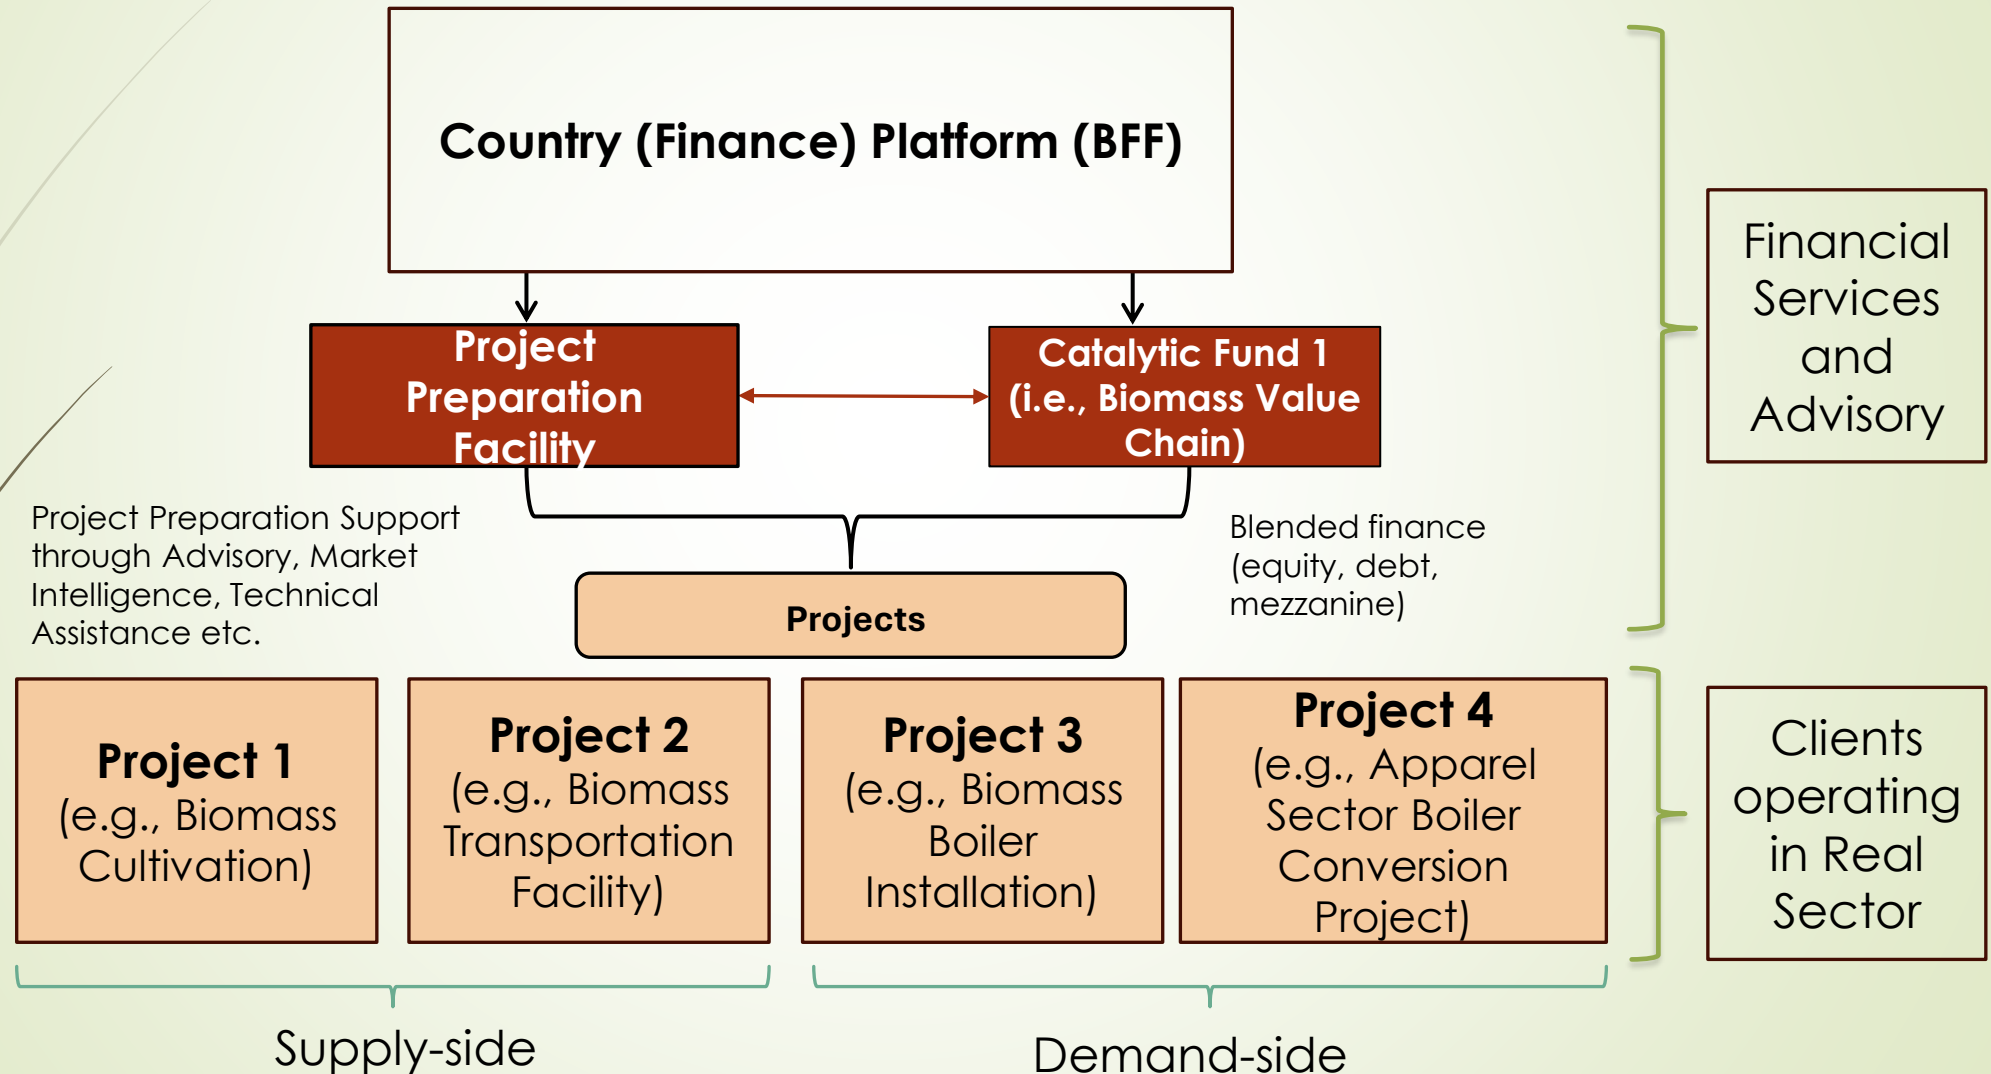 Country (Finance) Platform (BFF)
Project
Preparation
Facility
Catalytic Fund 1
(i.e., Biomass Value
Chain)
Financial
Services
and
Advisory
Project Preparation Support
through Advisory, Market
Intelligence, Technical
Assistance etc.
Blended finance
(equity, debt,
mezzanine)
Projects
Project 1
(e.g., Biomass
Cultivation)
Project 2
(e.g., Biomass
Transportation
Facility)
Project 3
(e.g., Biomass
Boiler
Installation)
Project 4
(e.g., Apparel
Sector Boiler
Conversion
Project)
Clients
operating
in Real
Sector
Supply-side
Demand-side